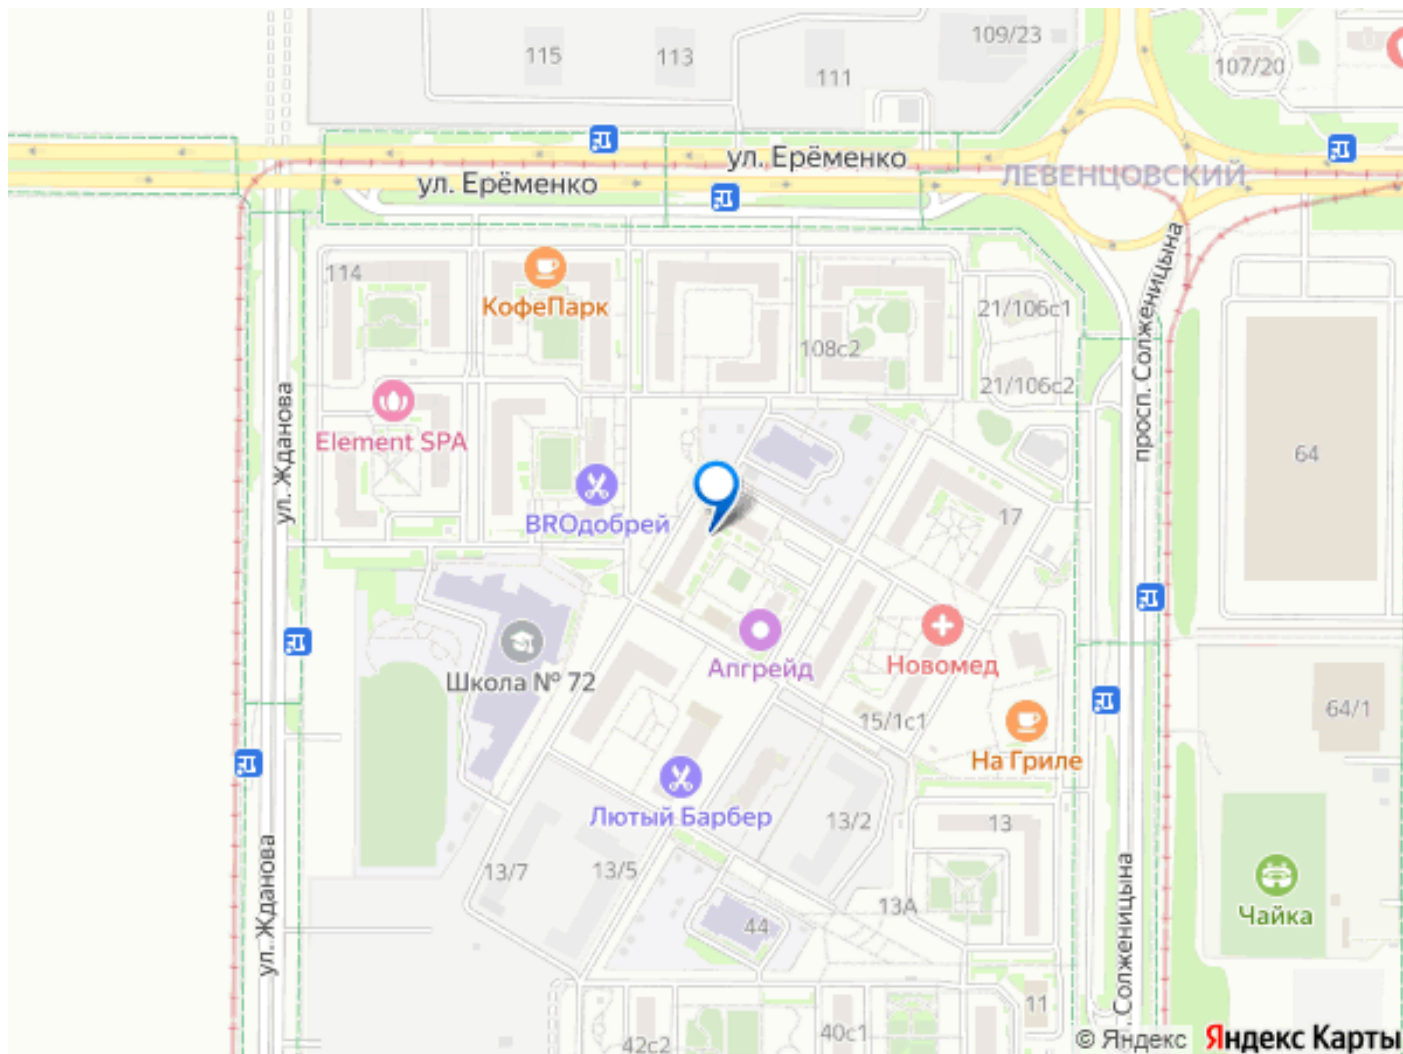 109/23
115
113
111
107/20
ул. Ерёменко
ул. Ерёменко
ЛЕВЕНЦОВСКИЙ
114
КофеПарк
108с2
21/106с1
21/106с2
просп. Солженицына
ул. Жданова
Element SPA
64
BROдобрей
17
Школа № 72
Апгрейд
Новомед
15/1с1
64/1
На Гриле
Лютый Барбер
13/2
13
13/7
13/5
13А
ул. Жданова
44
Чайка
. Солженицына
11
42с2
40с1
© Яндекс Яндекс Карты